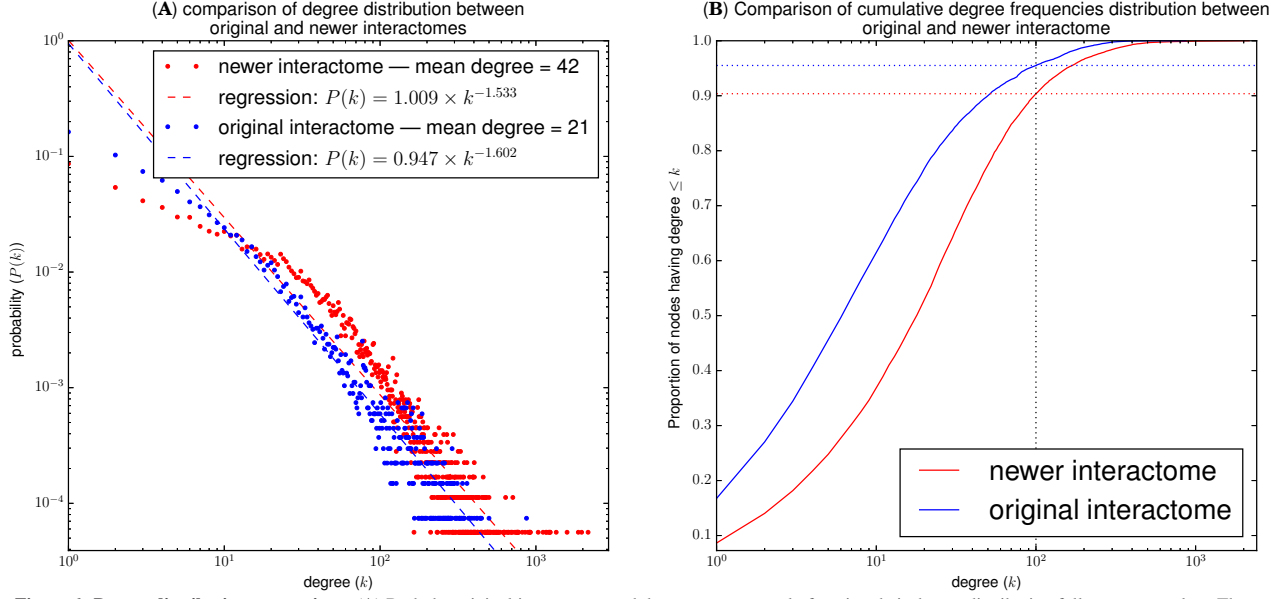 (A) comparison of degree distribution between
original and newer interactomes
newer interactome — mean degree = 42
regression: P(k) = 1.009 × k^{-1.533}
original interactome — mean degree = 21
regression: P(k) = 0.947 × k^{-1.602}
probability (P(k))
10^0
10^{-1}
10^{-2}
10^{-3}
10^{-4}
10^0 10^1 10^2 10^3
degree (k)
(B) Comparison of cumulative degree frequencies distribution between
original and newer interactome
Proportion of nodes having degree ≤ k
1.0
0.9
0.8
0.7
0.6
0.5
0.4
0.3
0.2
0.1
newer interactome
original interactome
10^0 10^1 10^2 10^3
degree (k)